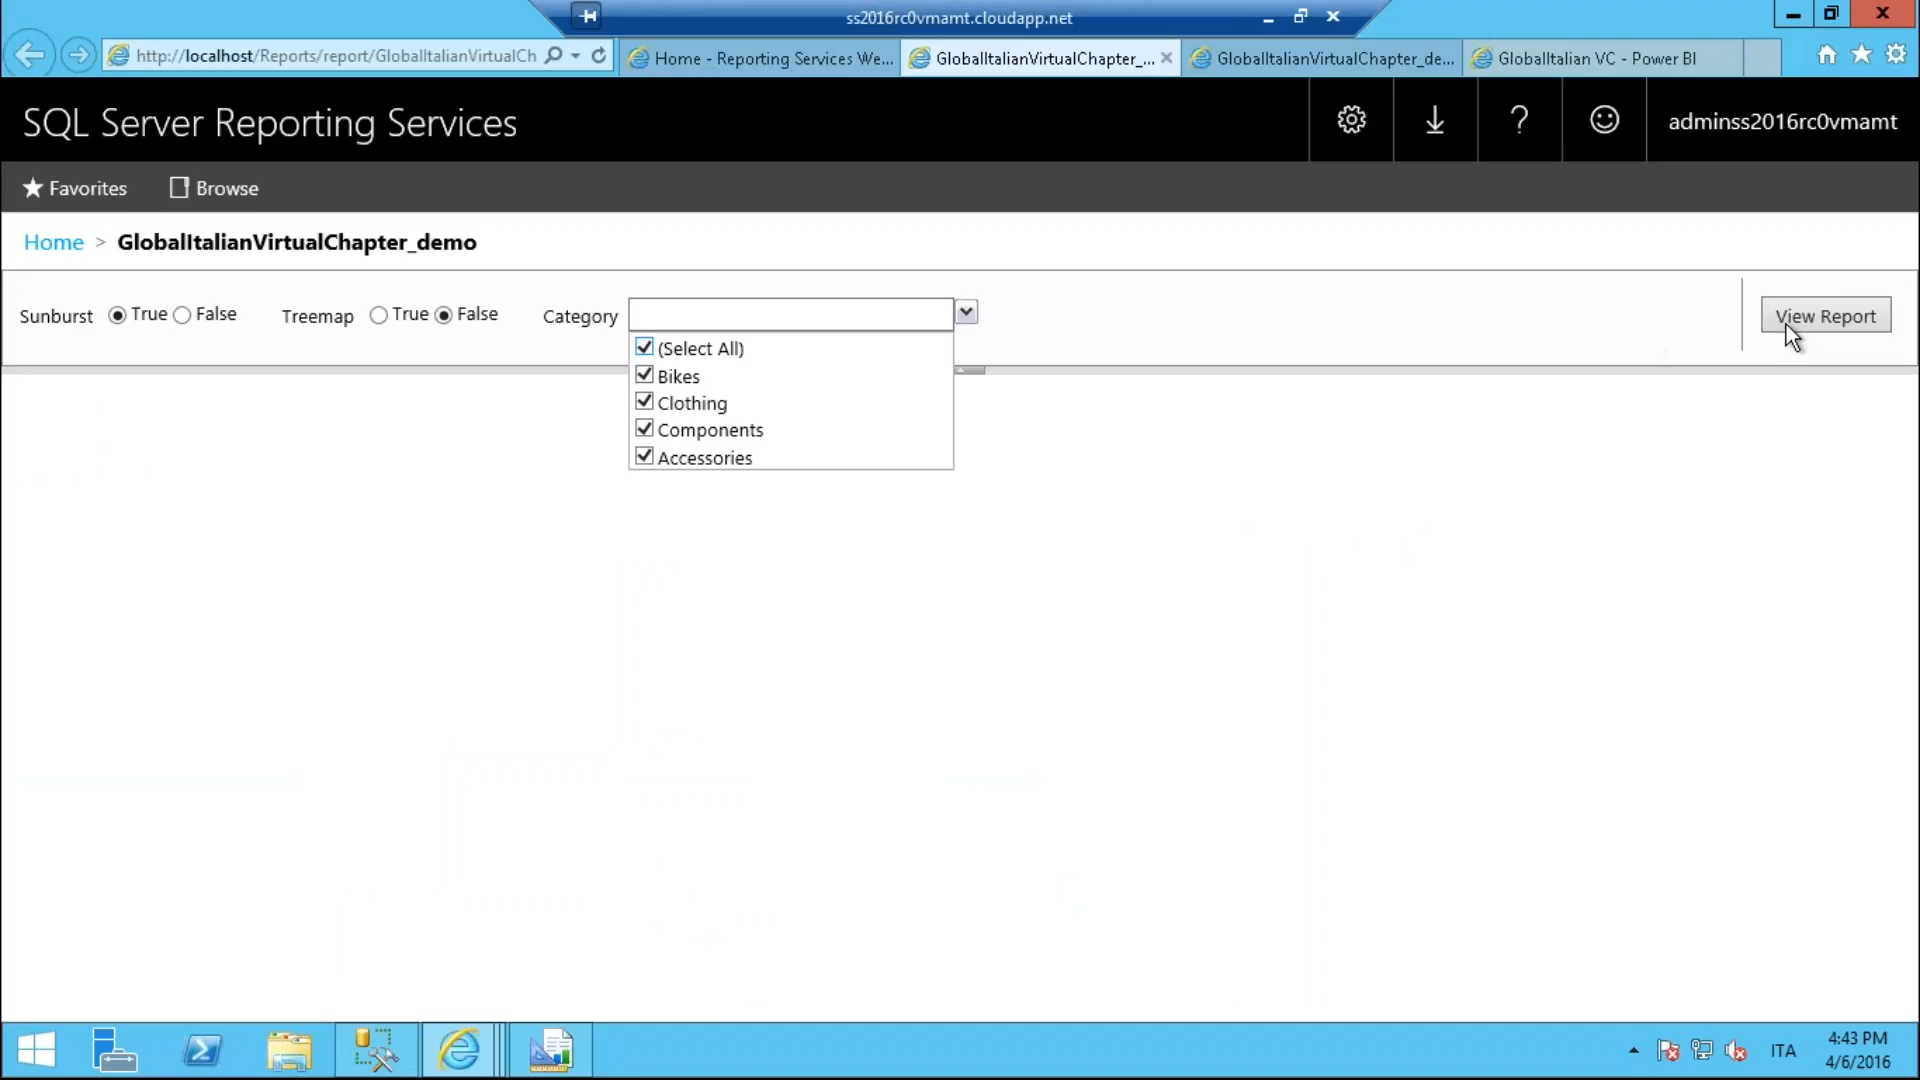 ss2016rc0vmamt.cloudapp.net
http://localhost/Reports/report/GlobalItalianVirtualCh
Home - Reporting Services We...
GlobalItalianVirtualChapter_...
GlobalItalianVirtualChapter_de...
GlobalItalian VC - Power BI
SQL Server Reporting Services
adminss2016rc0vmamt
Favorites
Browse
Home > GlobalItalianVirtualChapter_demo
Sunburst True False Treemap True False Category
View Report
(Select All)
Bikes
Clothing
Components
Accessories
ITA
4:43 PM
4/6/2016